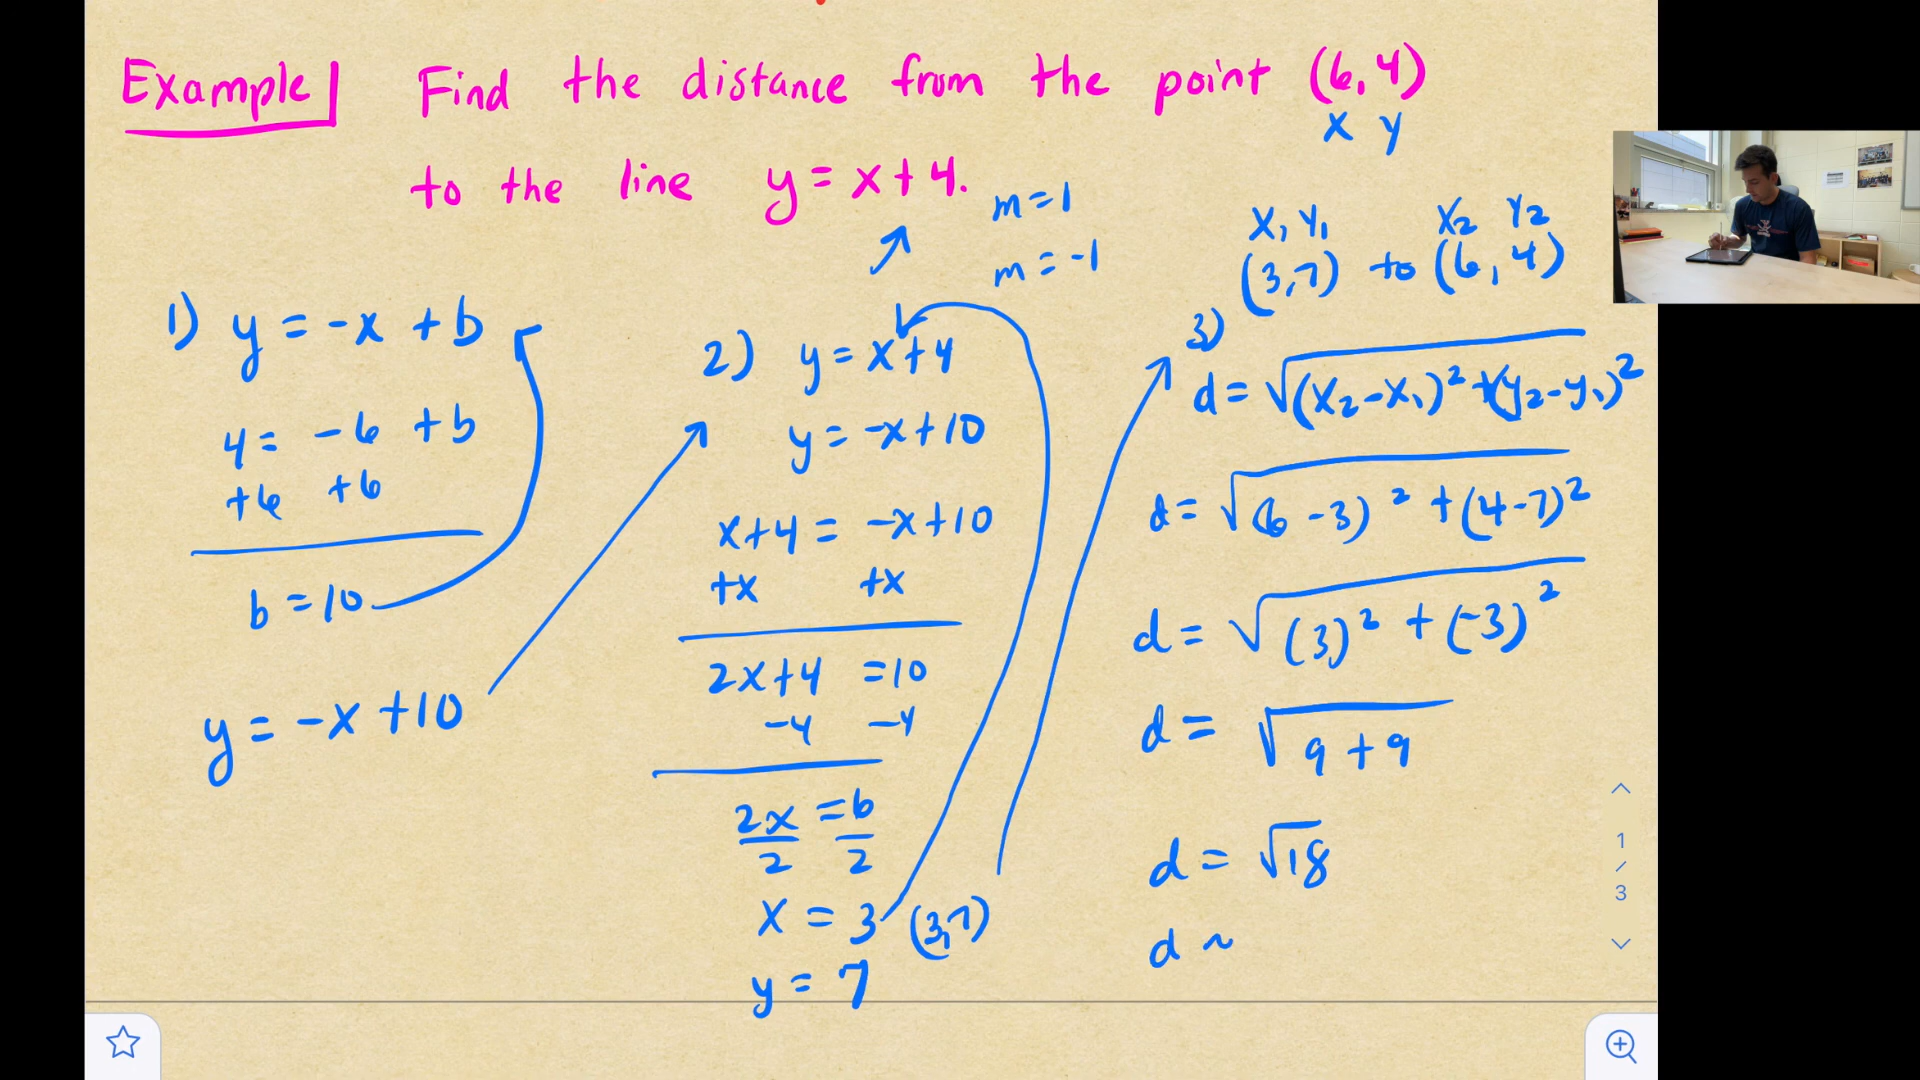 Example Find the distance from the point (6,4)
x y
to the line y = x + 4.
m = 1
m = -1
1) y = -x + b
4 = -6 + b
+6 +6
b = 10
y = -x + 10
2) y = x + 4
y = -x + 10
x + 4 = -x + 10
+x +x
2x + 4 = 10
-4 -4
2x = 6
2 2
x = 3 (3,7)
y = 7
x₁ y₁ x₂ y₂
(3,7) to (6,4)
3)
d = √(x₂ - x₁)² + (y₂ - y₁)²
d = √(6 - 3)² + (4 - 7)²
d = √(3)² + (-3)²
d = √9 + 9
d = √18
d ~
1
/
3